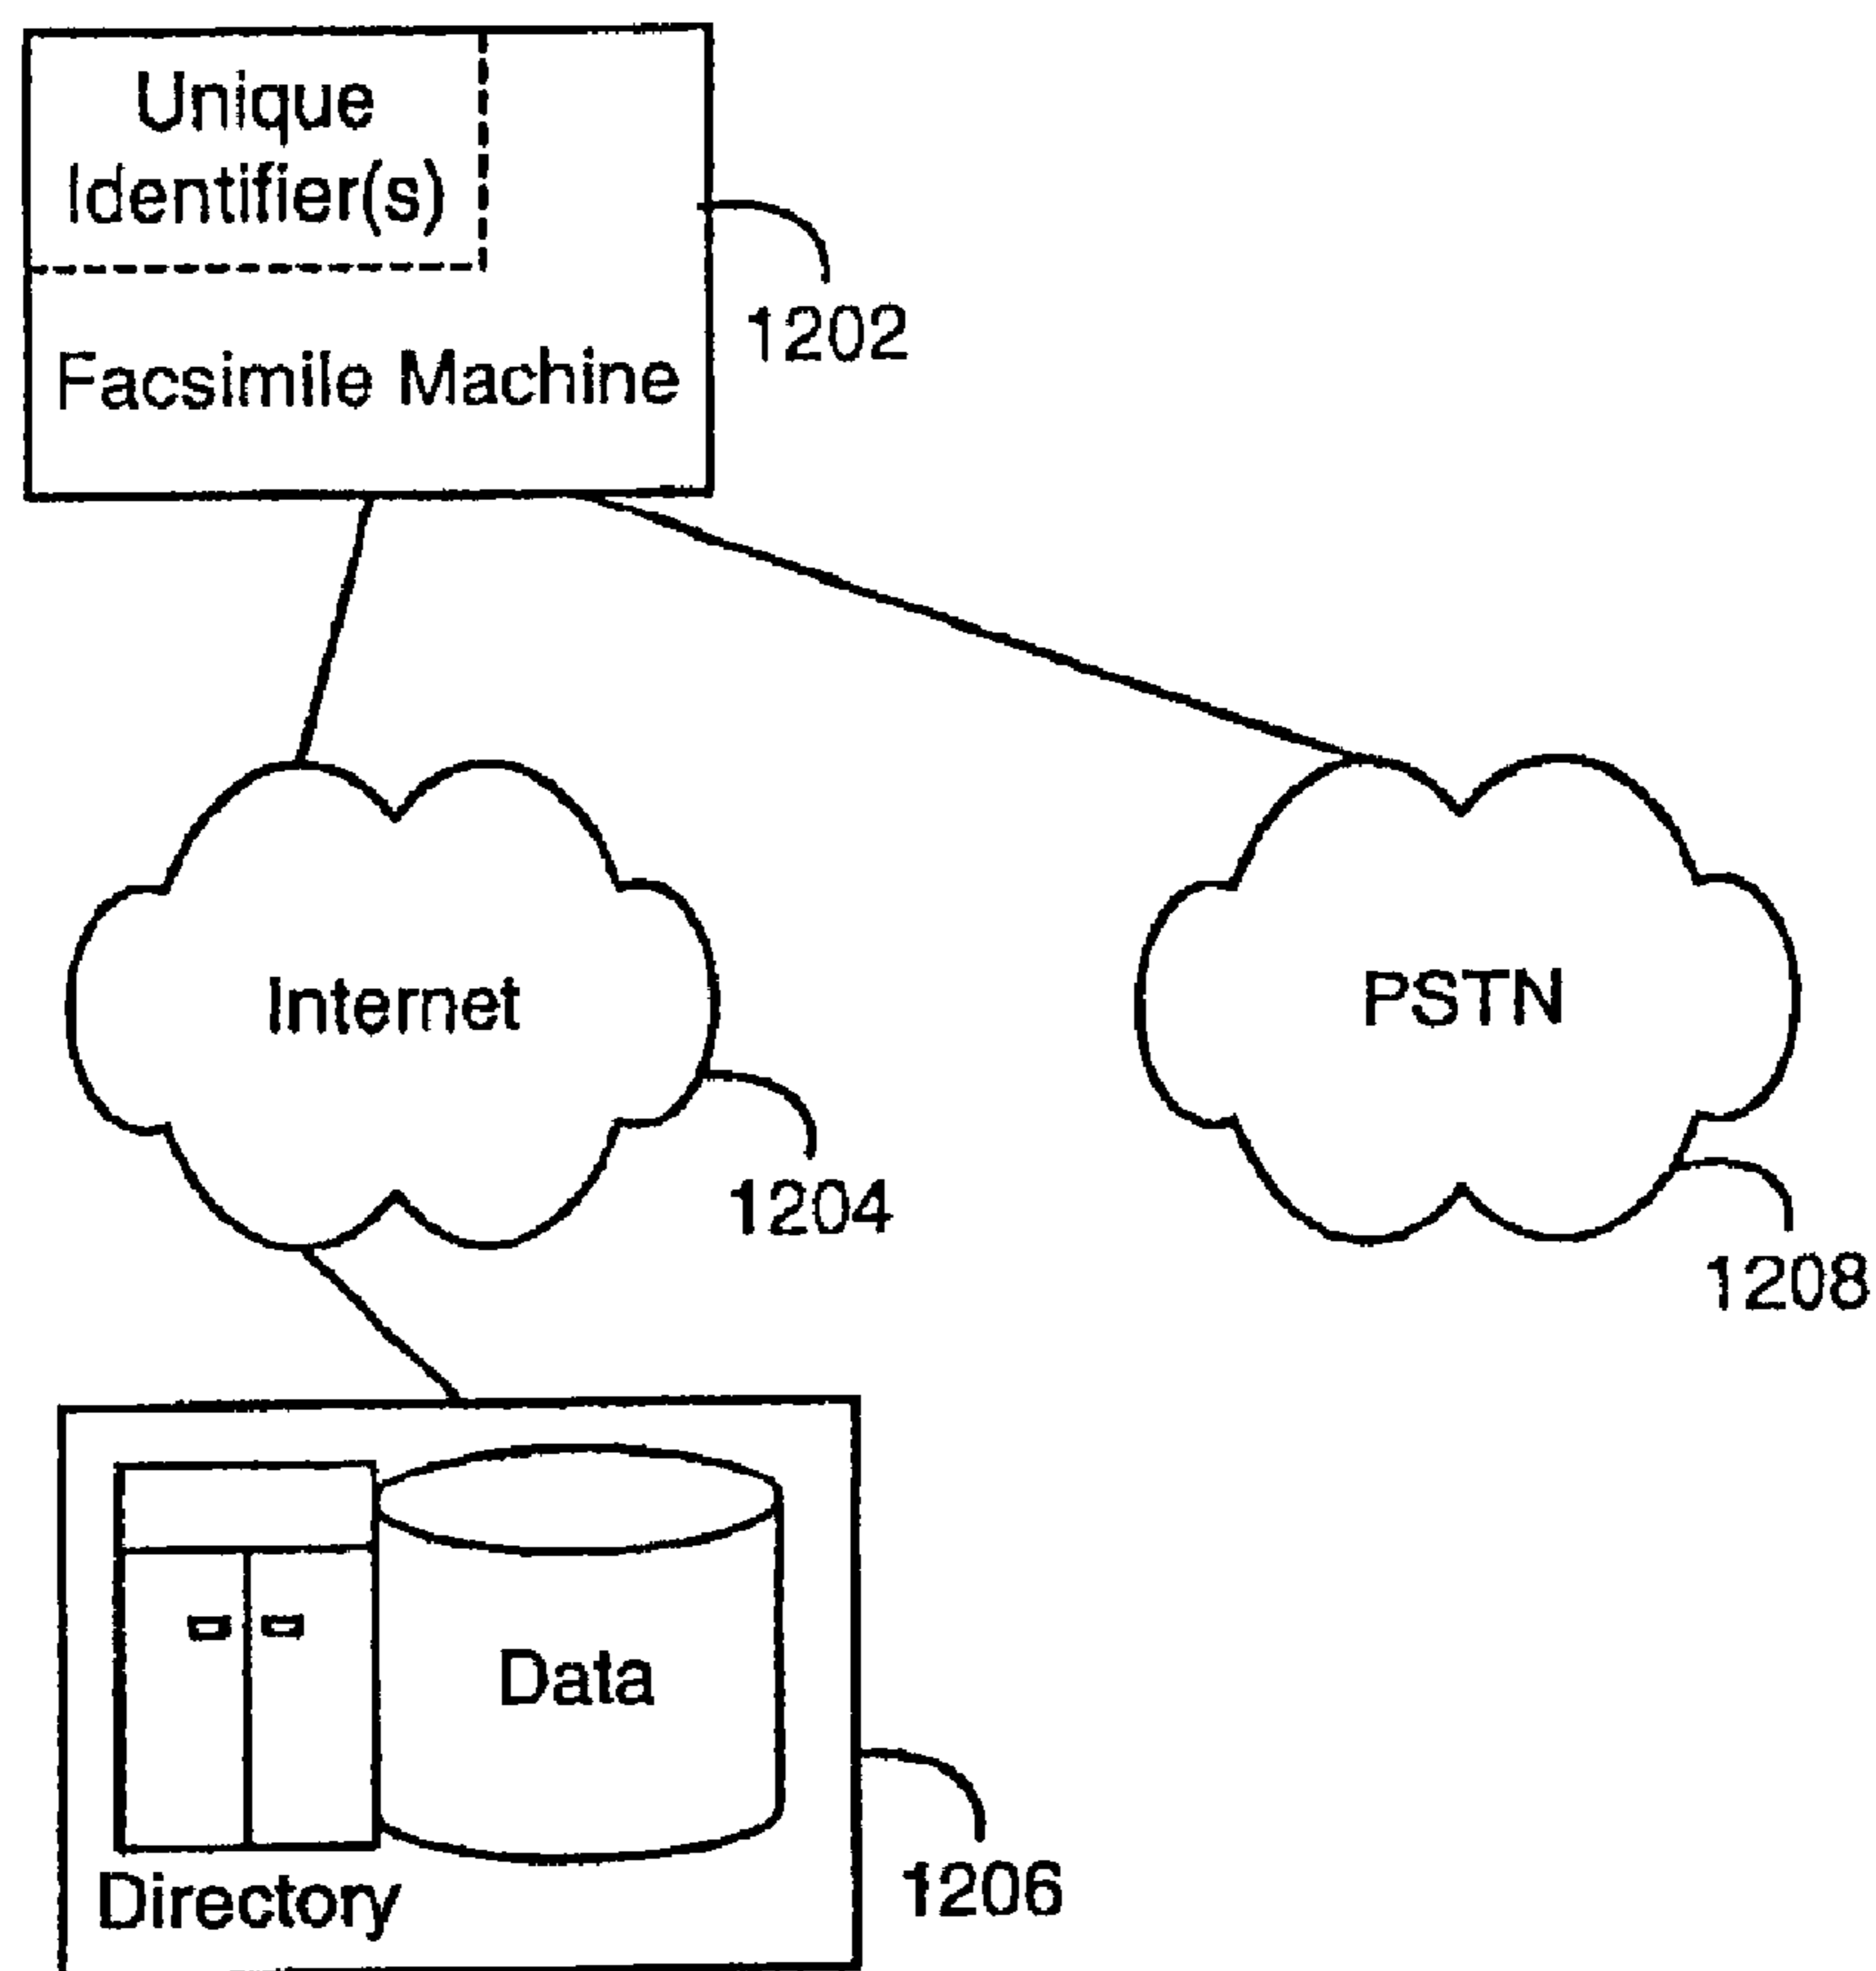 Unique
Identifier(s)
1202
Facsimile Machine
Internet
PSTN
1204
1208
Data
1206
Directory